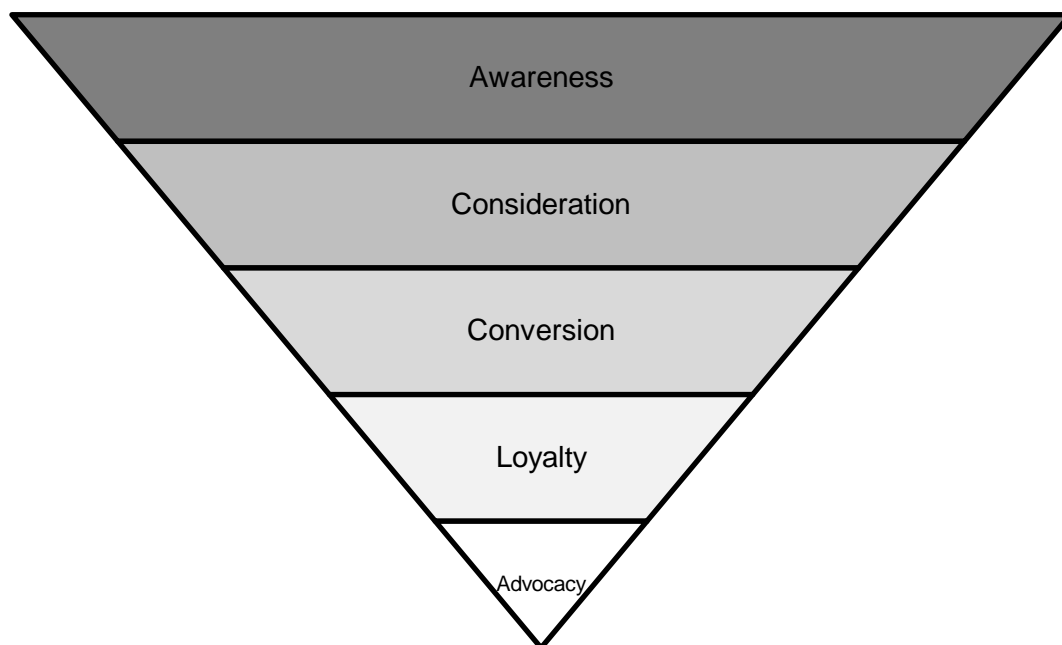 Awareness
Consideration
Conversion
Loyalty
Advocacy